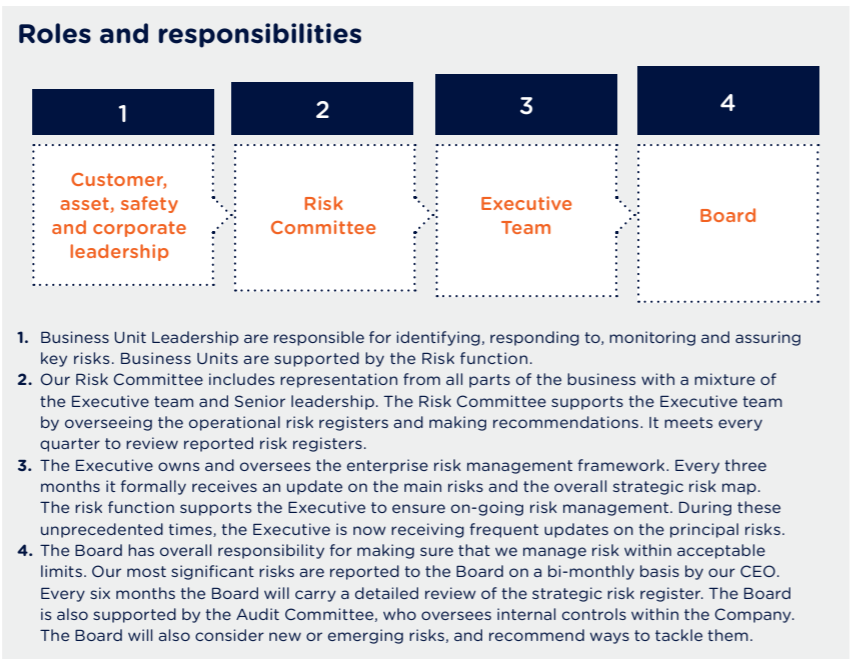 Roles and responsibilities
1
2
3
4
Customer,
asset, safety
and corporate
leadership
Risk
Committee
Executive
Team
Board
1. Business Unit Leadership are responsible for identifying, responding to, monitoring and assuring
key risks. Business Units are supported by the Risk function.
2. Our Risk Committee includes representation from all parts of the business with a mixture of
the Executive team and Senior leadership. The Risk Committee supports the Executive team
by overseeing the operational risk registers and making recommendations. It meets every
quarter to review reported risk registers.
3. The Executive owns and oversees the enterprise risk management framework. Every three
months it formally receives an update on the main risks and the overall strategic risk map.
The risk function supports the Executive to ensure on-going risk management. During these
unprecedented times, the Executive is now receiving frequent updates on the principal risks.
4. The Board has overall responsibility for making sure that we manage risk within acceptable
limits. Our most significant risks are reported to the Board on a bi-monthly basis by our CEO.
Every six months the Board will carry a detailed review of the strategic risk register. The Board
is also supported by the Audit Committee, who oversees internal controls within the Company.
The Board will also consider new or emerging risks, and recommend ways to tackle them.